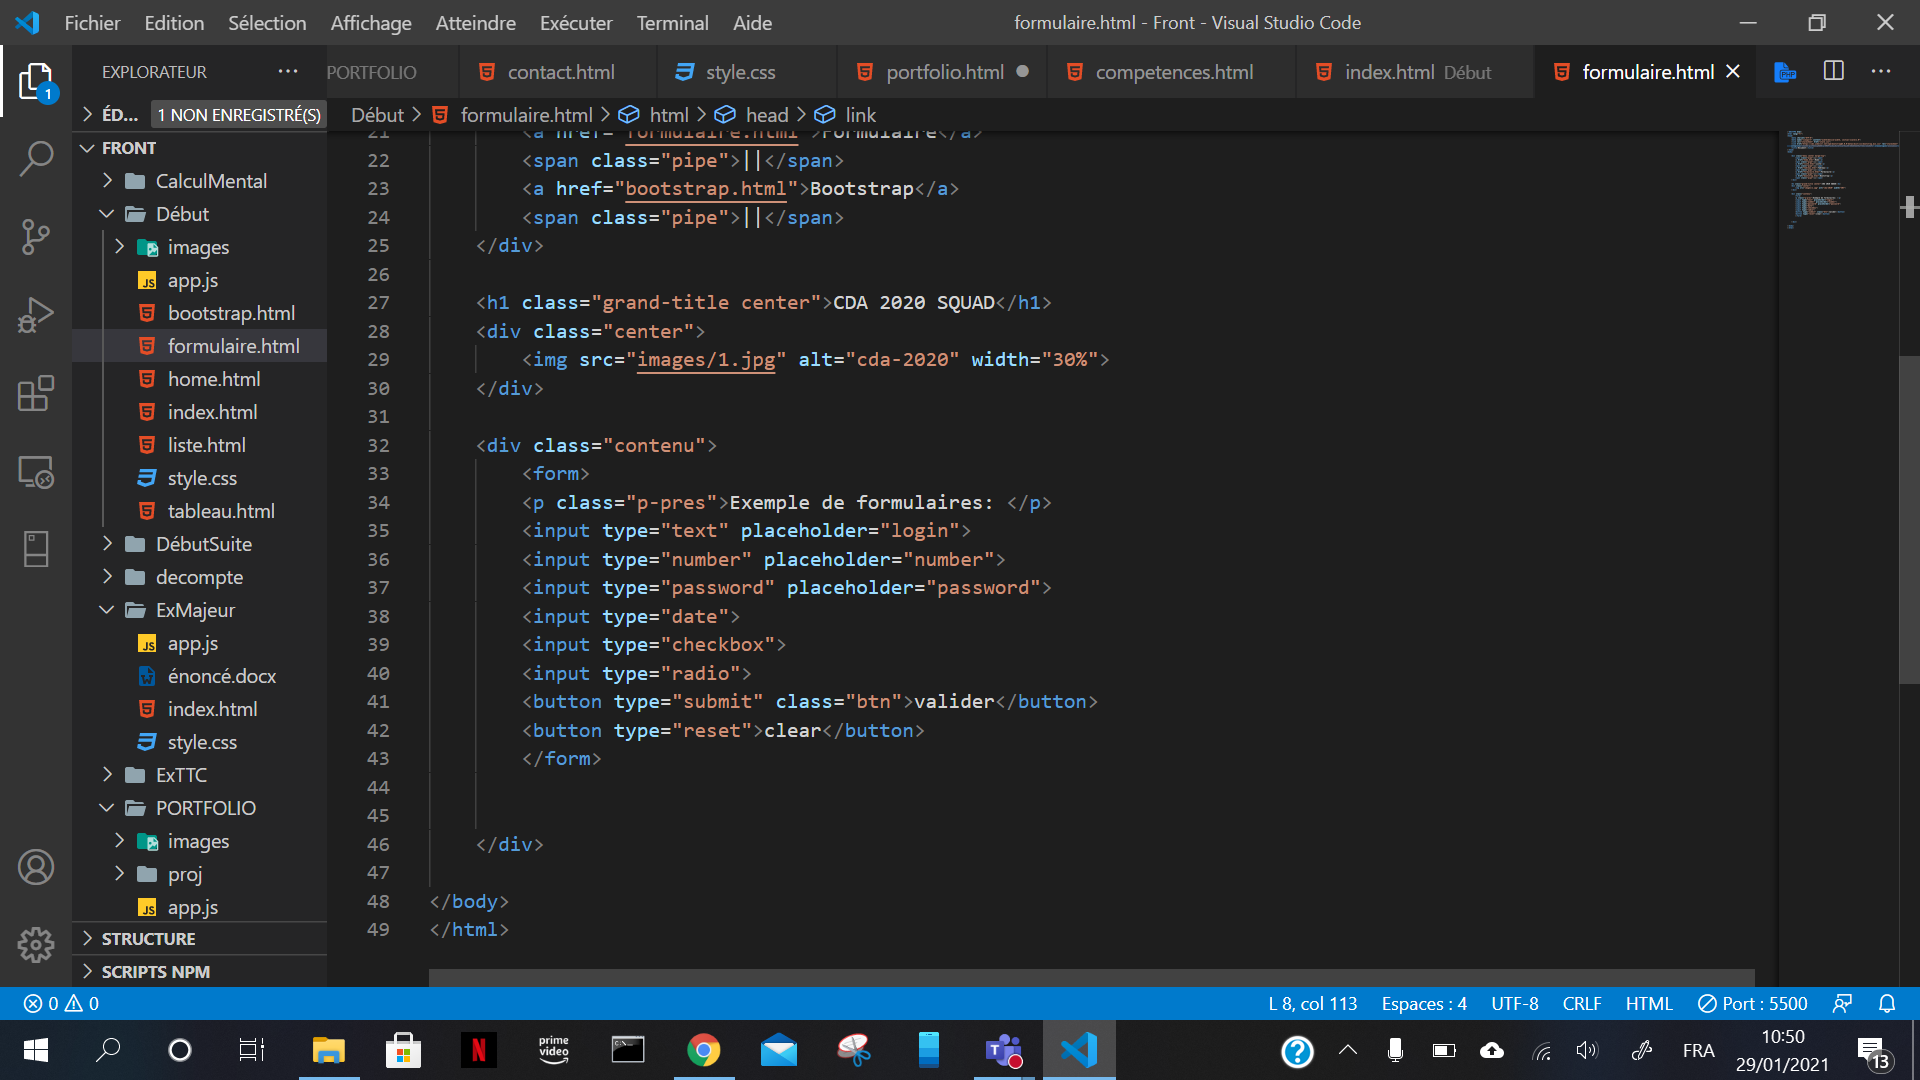 Fichier Edition Sélection Affichage Atteindre Exécuter Terminal Aide
formulaire.html - Front - Visual Studio Code
EXPLORATEUR
1
ÉD... 1 NON ENREGISTRÉ(S)
FRONT
CalculMental
Début
images
app.js
bootstrap.html
formulaire.html
home.html
index.html
liste.html
style.css
tableau.html
DébutSuite
decompte
ExMajeur
app.js
énoncé.docx
index.html
style.css
ExTTC
PORTFOLIO
images
proj
app.js
STRUCTURE
SCRIPTS NPM
PORTFOLIO contact.html style.css portfolio.html competences.html index.html Début formulaire.html
Début > formulaire.html > html > head > link
21 <a href="formulaire.html">Formulaire</a>
22 <span class="pipe">||</span>
23 <a href="bootstrap.html">Bootstrap</a>
24 <span class="pipe">||</span>
25 </div>
26
27 <h1 class="grand-title center">CDA 2020 SQUAD</h1>
28 <div class="center">
29 <img src="images/1.jpg" alt="cda-2020" width="30%">
30 </div>
31
32 <div class="contenu">
33 <form>
34 <p class="p-pres">Exemple de formulaires: </p>
35 <input type="text" placeholder="login">
36 <input type="number" placeholder="number">
37 <input type="password" placeholder="password">
38 <input type="date">
39 <input type="checkbox">
40 <input type="radio">
41 <button type="submit" class="btn">valider</button>
42 <button type="reset">clear</button>
43 </form>
44
45
46 </div>
47
48 </body>
49 </html>
0 0
L 8, col 113 Espaces : 4 UTF-8 CRLF HTML Port : 5500
prime video
FRA
10:50
29/01/2021
13